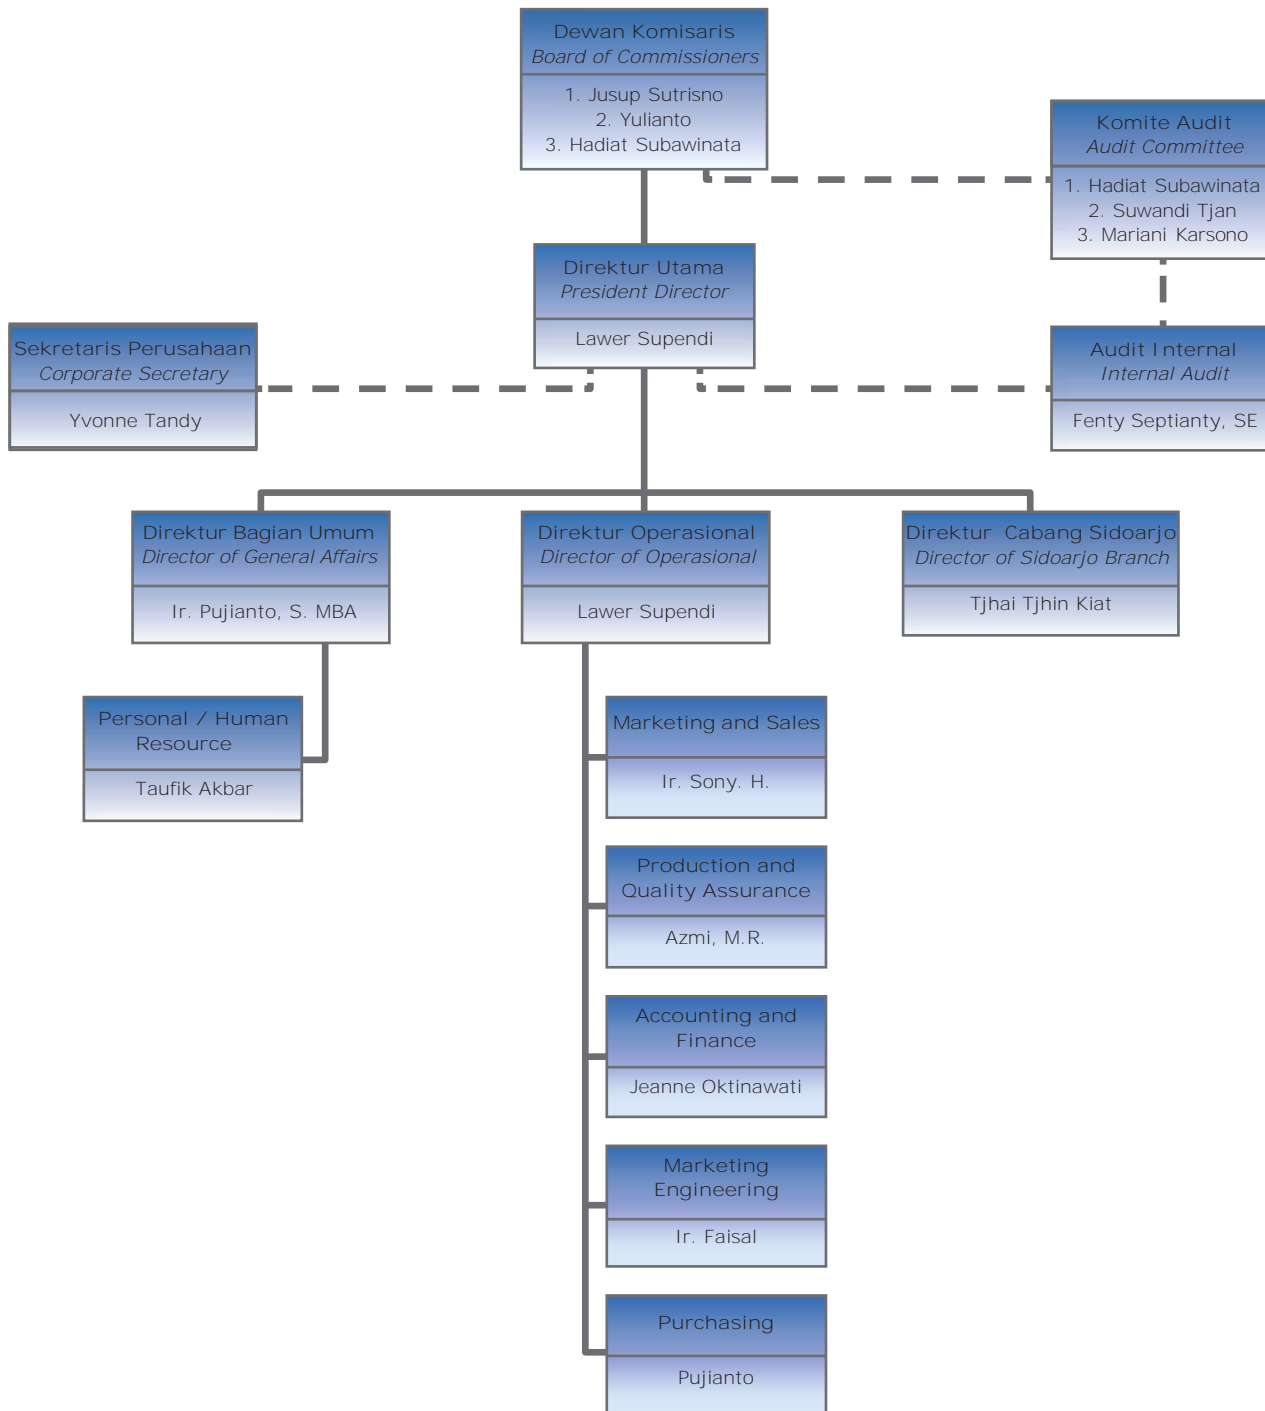 Dewan Komisaris
Board of Commissioners
1. Jusup Sutrisno
2. Yulianto
3. Hadiat Subawinata
Komite Audit
Audit Committee
1. Hadiat Subawinata
2. Suwandi Tjan
3. Mariani Karsono
Direktur Utama
President Director
Lawer Supendi
Sekretaris Perusahaan
Corporate Secretary
Yvonne Tandy
Audit Internal
Internal Audit
Fenty Septianty, SE
Direktur Bagian Umum
Director of General Affairs
Ir. Pujianto, S. MBA
Direktur Operasional
Director of Operasional
Lawer Supendi
Direktur Cabang Sidoarjo
Director of Sidoarjo Branch
Tjhai Tjhin Kiat
Personal / Human
Resource
Taufik Akbar
Marketing and Sales
Ir. Sony. H.
Production and
Quality Assurance
Azmi, M.R.
Accounting and
Finance
Jeanne Oktinawati
Marketing
Engineering
Ir. Faisal
Purchasing
Pujianto